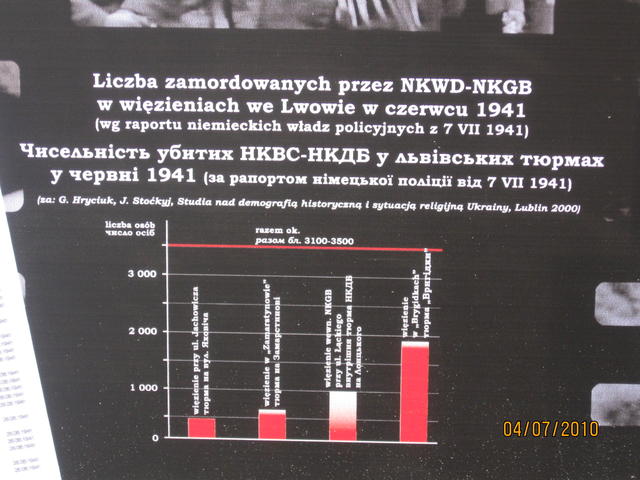 Liczba zamordowanych przez NKWD-NKGB
w więzieniach we Lwowie w czerwcu 1941
(wg raportu niemieckich władz policyjnych z 7 VII 1941)
Чисельність убитих НКВС-НКДБ у львівських тюрмах
у червні 1941 (за рапортом німецької поліції від 7 VII 1941)
(za: G. Hryciuk, J. Stoćkyj, Studia nad demografią historyczną i sytuacją religijną Ukrainy, Lublin 2000)
liczba osób
число осіб
razem ok.
разом бл. 3100-3500
3 000
2 000
1 000
0
więzienie przy ul. Jachowicza
тюрма на вул. Яховіча
więzienie w „Zamarstynowie”
тюрма на Замарстинові
więzienie wewn. NKGB
przy ul. Łąckiego
внутрішня тюрма НКДБ
на Лонцького
więzienie
w „Brygidkach”
тюрма „Бригідки”
04/07/2010